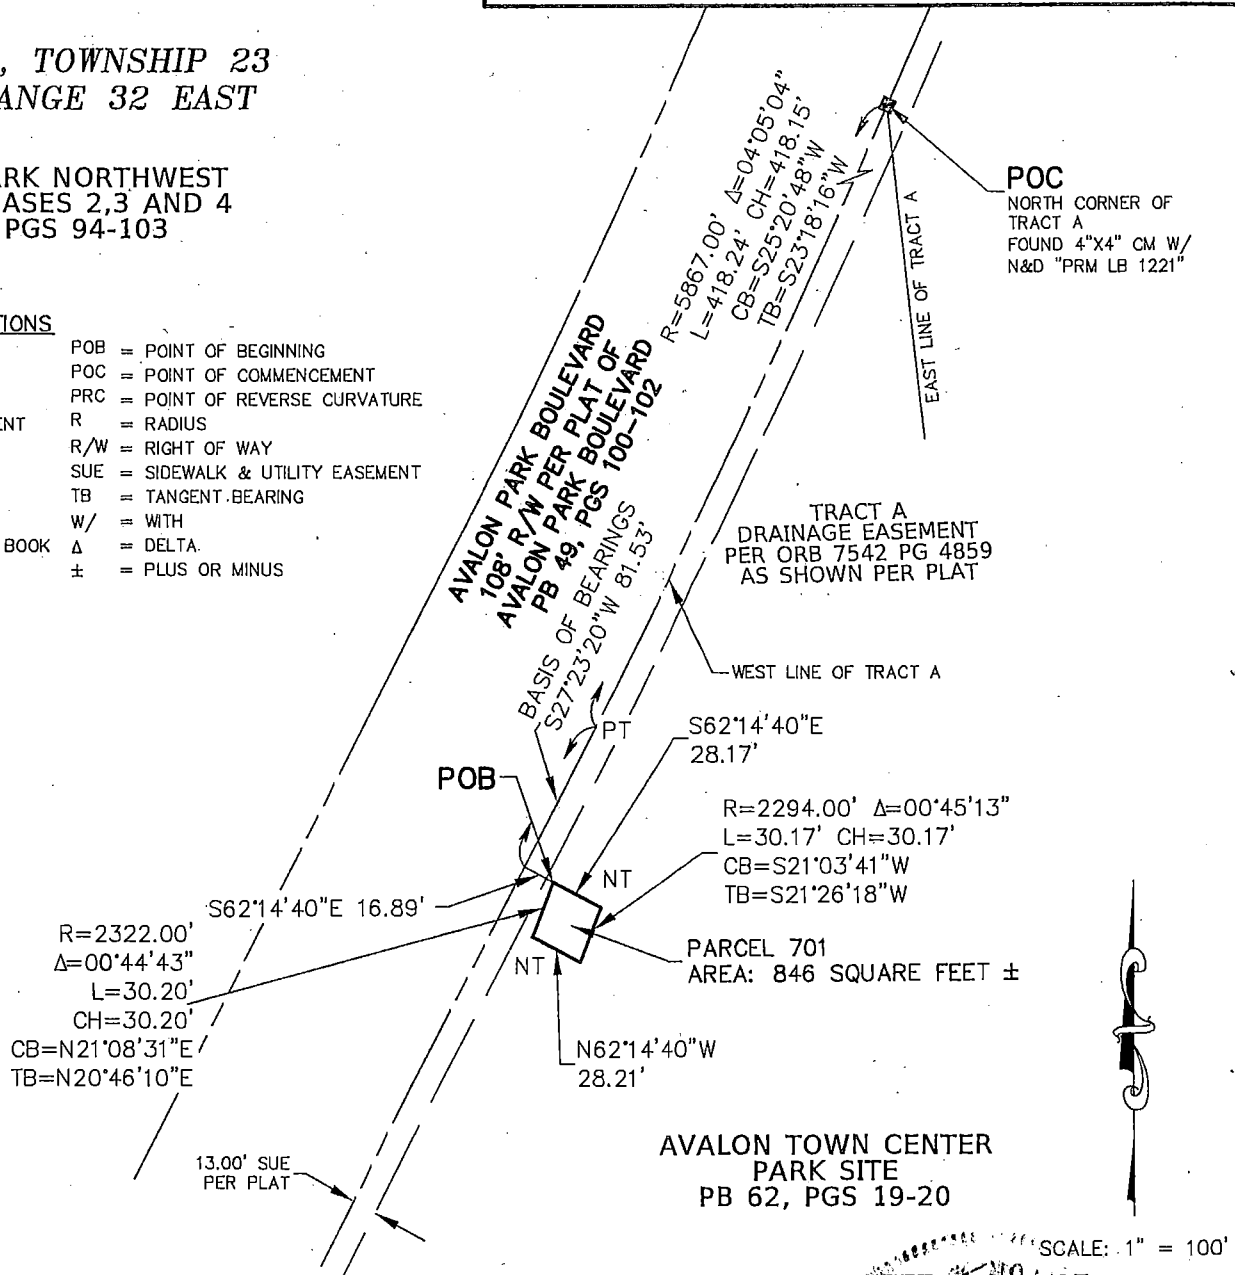 , TOWNSHIP 23
ANGE 32 EAST
ARK NORTHWEST
ASES 2,3 AND 4
PGS 94-103
TIONS
POB = POINT OF BEGINNING
POC = POINT OF COMMENCEMENT
PRC = POINT OF REVERSE CURVATURE
ENT R = RADIUS
R/W = RIGHT OF WAY
SUE = SIDEWALK & UTILITY EASEMENT
TB = TANGENT BEARING
W/ = WITH
BOOK Δ = DELTA
± = PLUS OR MINUS
R=5867.00' Δ=04°05'04"
L=418.24' CH=418.15'
CB=S25°20'48"W
TB=S23°18'16"W
POC
NORTH CORNER OF
TRACT A
FOUND 4"X4" CM W/
N&D "PRM LB 1221"
EAST LINE OF TRACT A
AVALON PARK BOULEVARD
108' R/W PER PLAT OF
AVALON PARK BOULEVARD
PB 49, PGS 100-102
BASIS OF BEARINGS
S27°23'20"W 81.53'
TRACT A
DRAINAGE EASEMENT
PER ORB 7542 PG 4859
AS SHOWN PER PLAT
WEST LINE OF TRACT A
PT
S62°14'40"E
28.17'
POB
R=2294.00' Δ=00°45'13"
L=30.17' CH=30.17'
CB=S21°03'41"W
TB=S21°26'18"W
NT
S62°14'40"E 16.89'
R=2322.00'
Δ=00°44'43"
L=30.20'
CH=30.20'
CB=N21°08'31"E
TB=N20°46'10"E
NT
PARCEL 701
AREA: 846 SQUARE FEET ±
N62°14'40"W
28.21'
13.00' SUE
PER PLAT
AVALON TOWN CENTER
PARK SITE
PB 62, PGS 19-20
SCALE: 1" = 100'